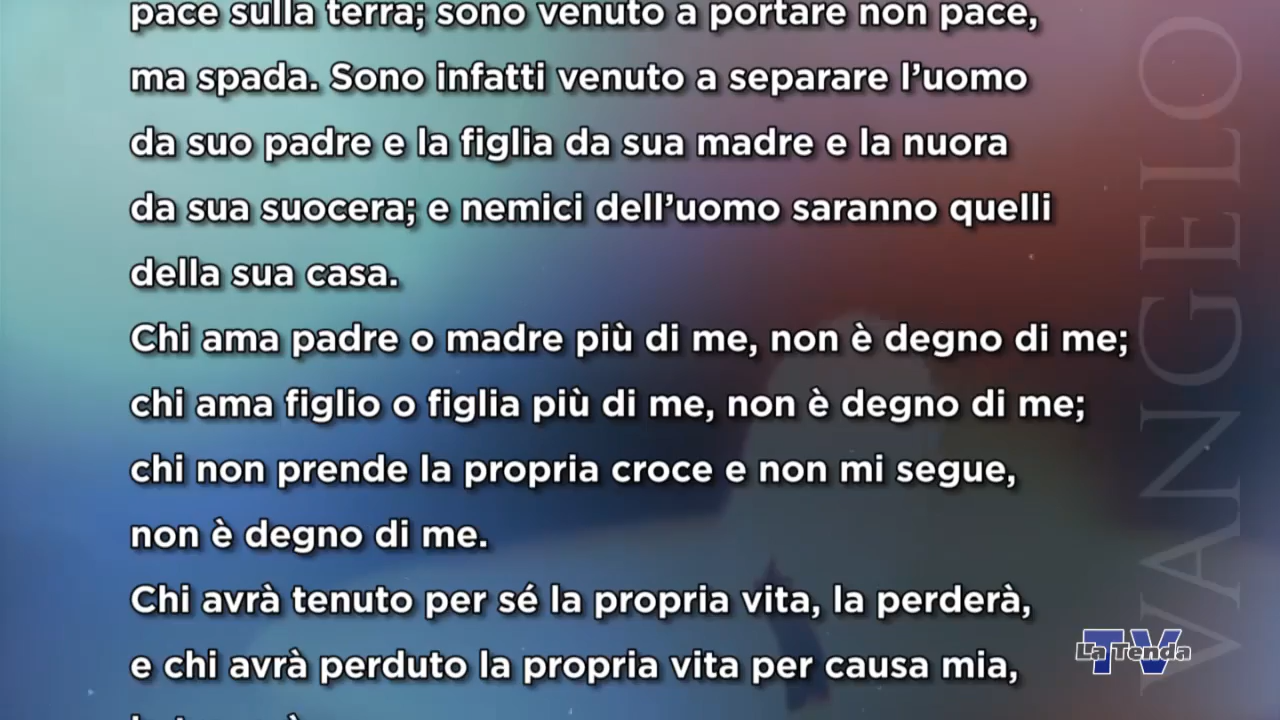 pace sulla terra; sono venuto a portare non pace,
ma spada. Sono infatti venuto a separare l’uomo
da suo padre e la figlia da sua madre e la nuora
da sua suocera; e nemici dell’uomo saranno quelli
della sua casa.
Chi ama padre o madre più di me, non è degno di me;
chi ama figlio o figlia più di me, non è degno di me;
chi non prende la propria croce e non mi segue,
non è degno di me.
Chi avrà tenuto per sé la propria vita, la perderà,
e chi avrà perduto la propria vita per causa mia,
VANGELO
TV
La Tenda